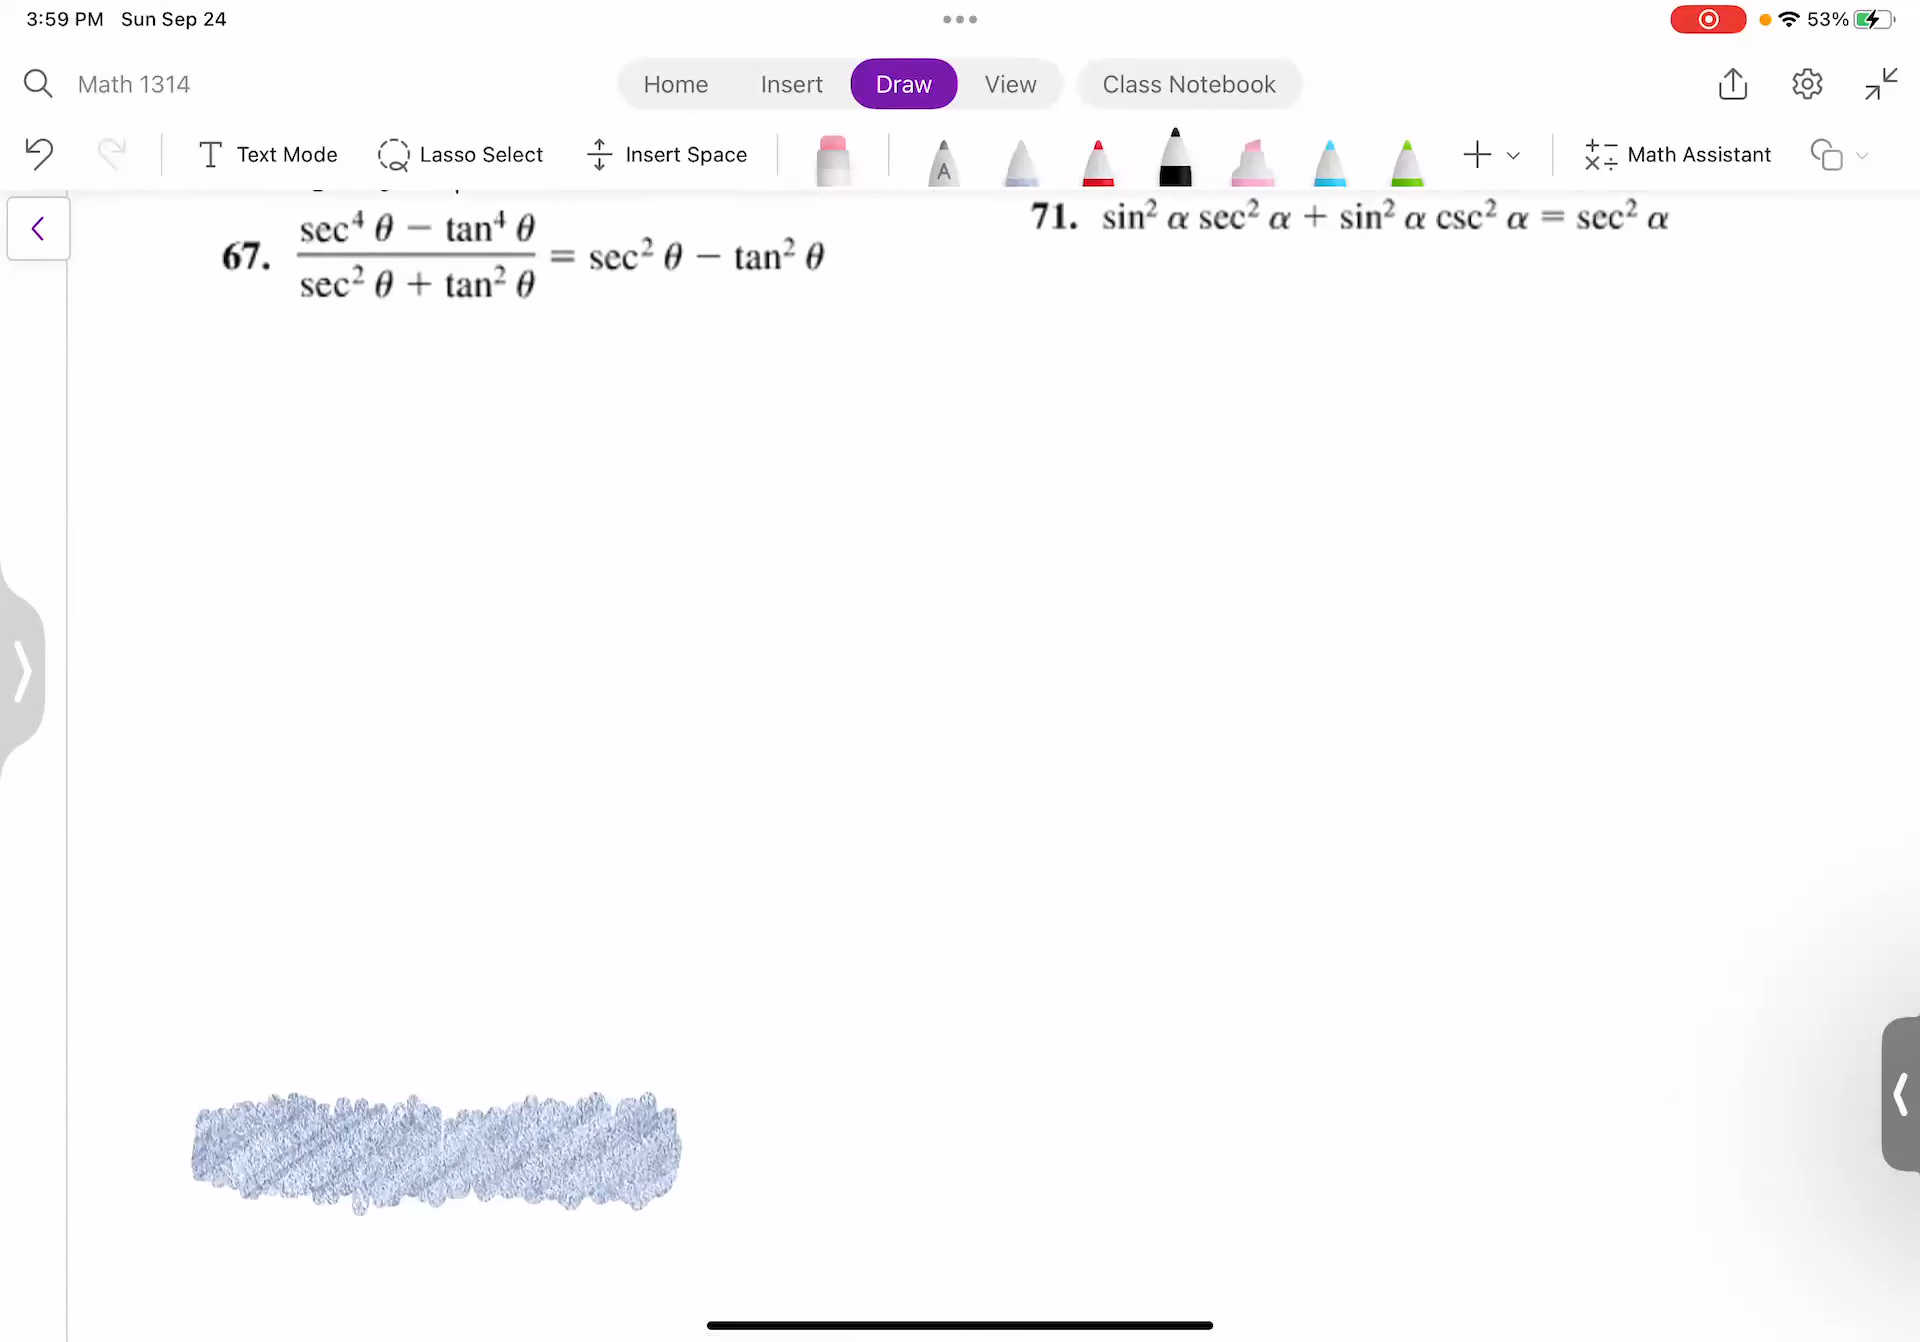 3:59 PM Sun Sep 24
53%
Math 1314
Home Insert Draw View Class Notebook
Text Mode Lasso Select Insert Space A Math Assistant
67. (sec⁴ θ − tan⁴ θ)/(sec² θ + tan² θ) = sec² θ − tan² θ
71. sin² α sec² α + sin² α csc² α = sec² α